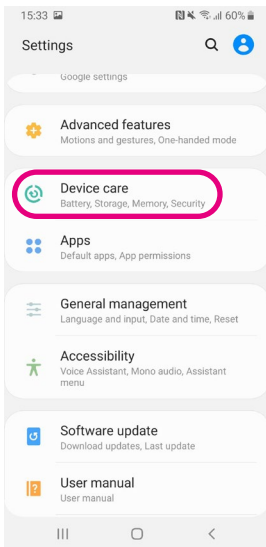 15:33 60%
Settings
Google settings
Advanced features
Motions and gestures, One-handed mode
Device care
Battery, Storage, Memory, Security
Apps
Default apps, App permissions
General management
Language and input, Date and time, Reset
Accessibility
Voice Assistant, Mono audio, Assistant
menu
Software update
Download updates, Last update
User manual
User manual